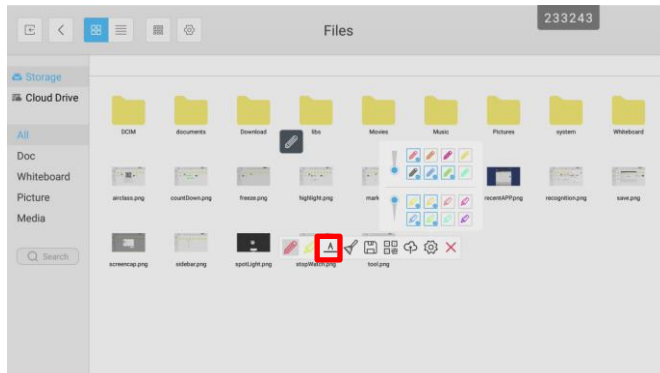 Files
233243
Storage
Cloud Drive
All
Doc
Whiteboard
Picture
Media
Search
DCIM
documents
Download
libs
Movies
Music
Pictures
system
Whiteboard
airclass.png
countDown.png
freeze.png
highlight.png
mark
recentAPP.png
recognition.png
save.png
screencap.png
sidebar.png
spotLight.png
stopWatch.png
tool.png
A